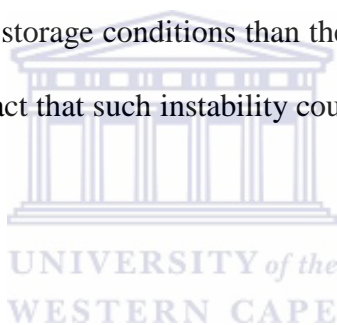 storage conditions than the
act that such instability cou
UNIVERSITY of the
WESTERN CAPE